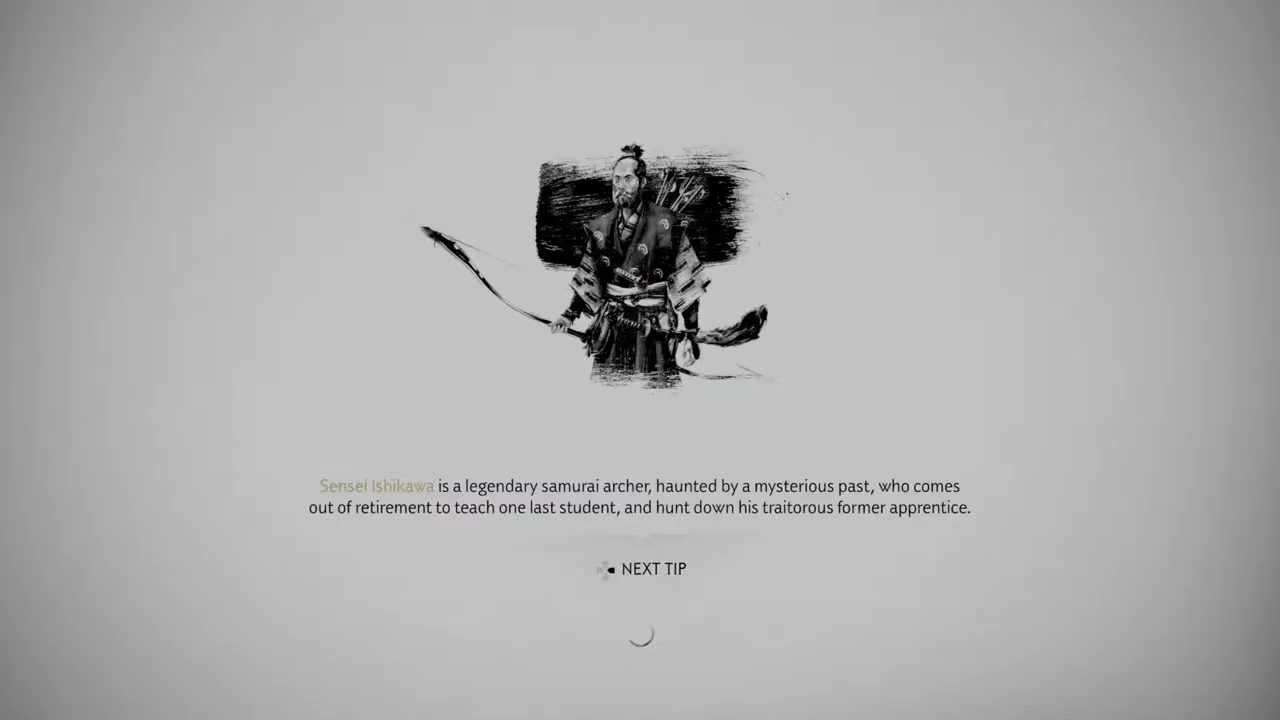 Sensei Ishikawa is a legendary samurai archer, haunted by a mysterious past, who comes
out of retirement to teach one last student, and hunt down his traitorous former apprentice.
NEXT TIP